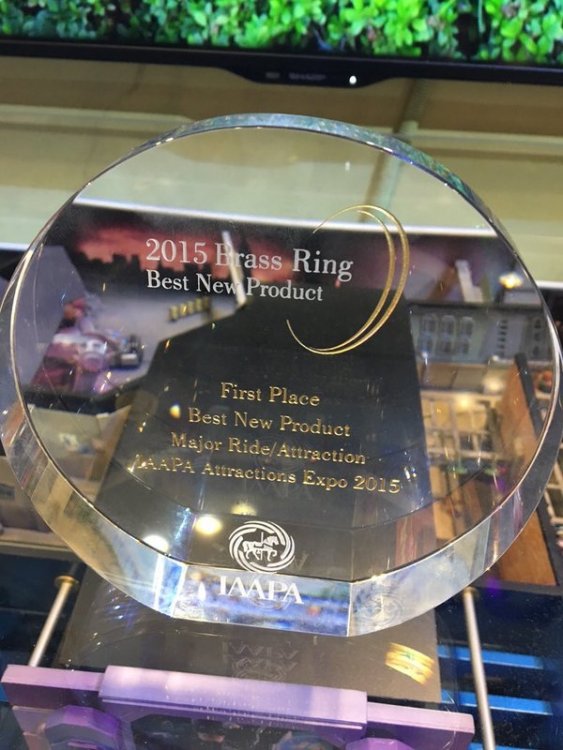 SHARP
2015 Brass Ring
Best New Product
First Place
Best New Product
Major Ride/Attraction
IAAPA Attractions Expo 2015
IAAPA